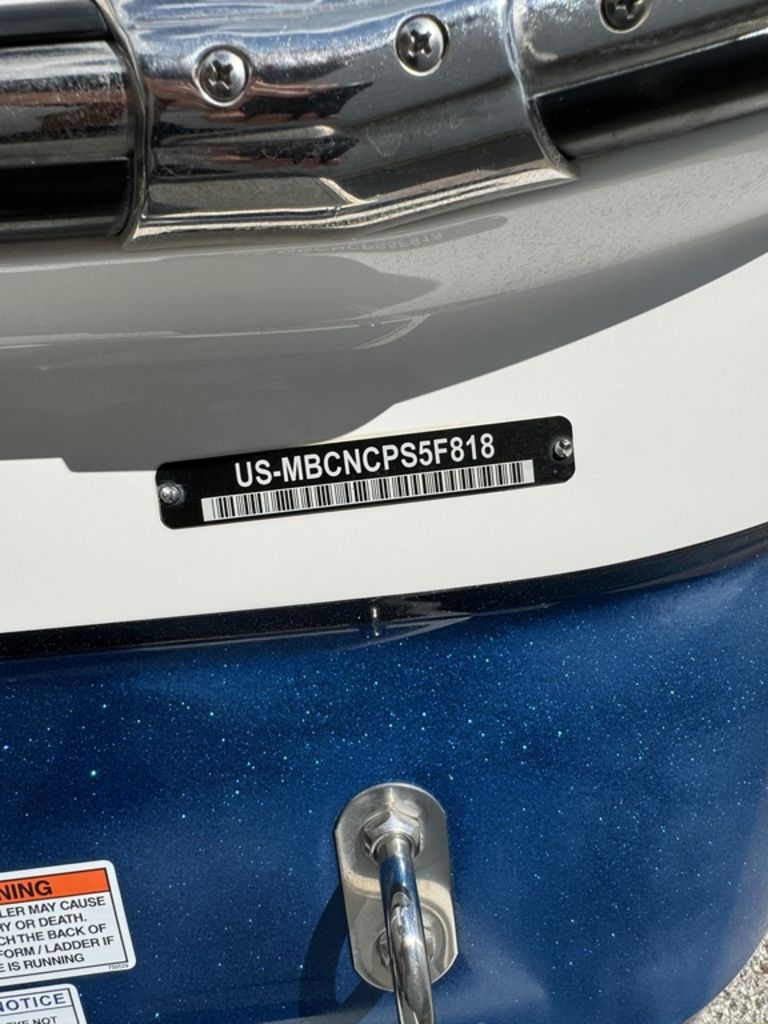 US-MBCNCPS5F818
NING
LER MAY CAUSE
RY OR DEATH.
CH THE BACK OF
FORM / LADDER IF
E IS RUNNING
NOTICE